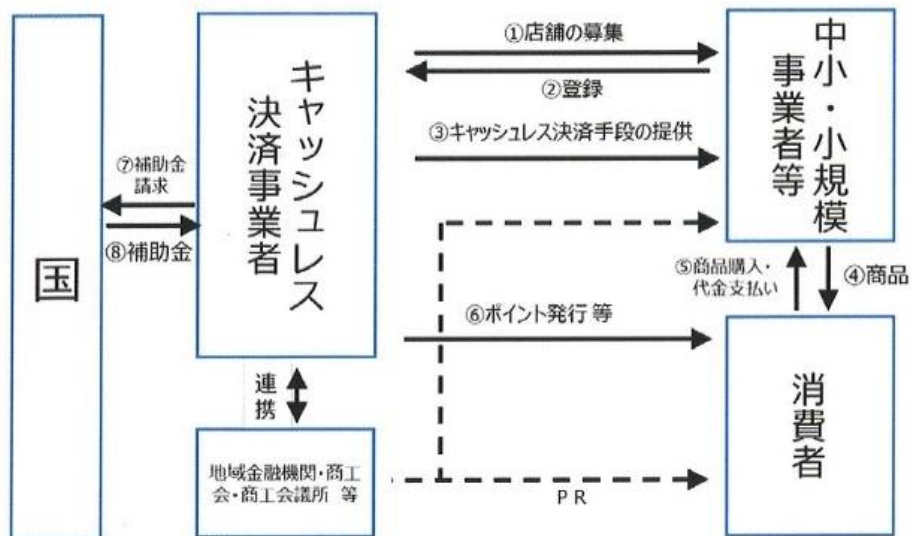 国
キャッシュレス
決済事業者
中小・小規模
事業者等
①店舗の募集
②登録
③キャッシュレス決済手段の提供
⑦補助金
請求
⑧補助金
⑤商品購入・
代金支払い
④商品
⑥ポイント発行 等
連
携
消費者
地域金融機関・商工
会・商工会議所 等
PR